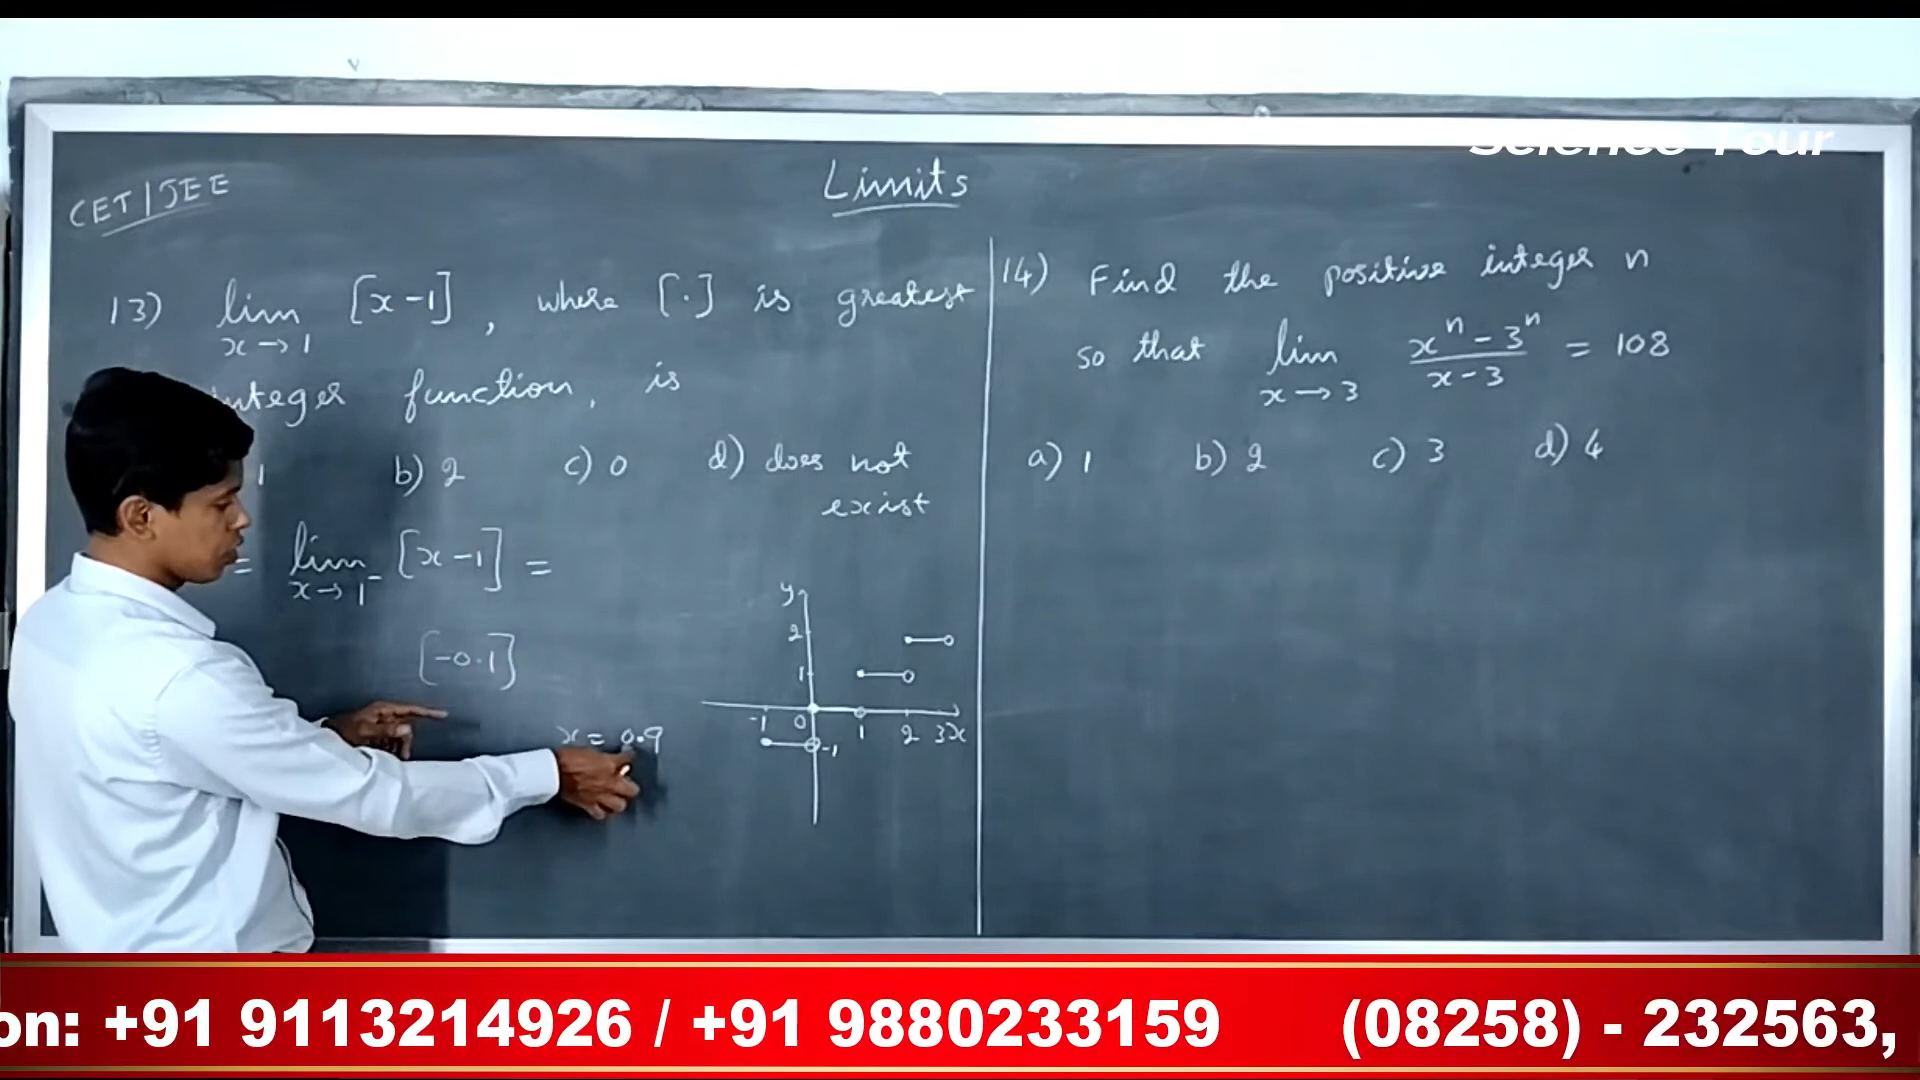 Science Tour
CET/JEE
Limits
13) lim [x-1], where [.] is greatest
x→1
integer function, is
1 b) 2 c) 0 d) does not
exist
= lim [x-1] =
x→1⁻
[-0.1]
x = 0.9
y
2
1
-1 0 1 2 3 x
-1
14) Find the positive integer n
so that lim xⁿ - 3ⁿ = 108
x→3 x-3
a) 1 b) 2 c) 3 d) 4
on: +91 9113214926 / +91 9880233159 (08258) - 232563,